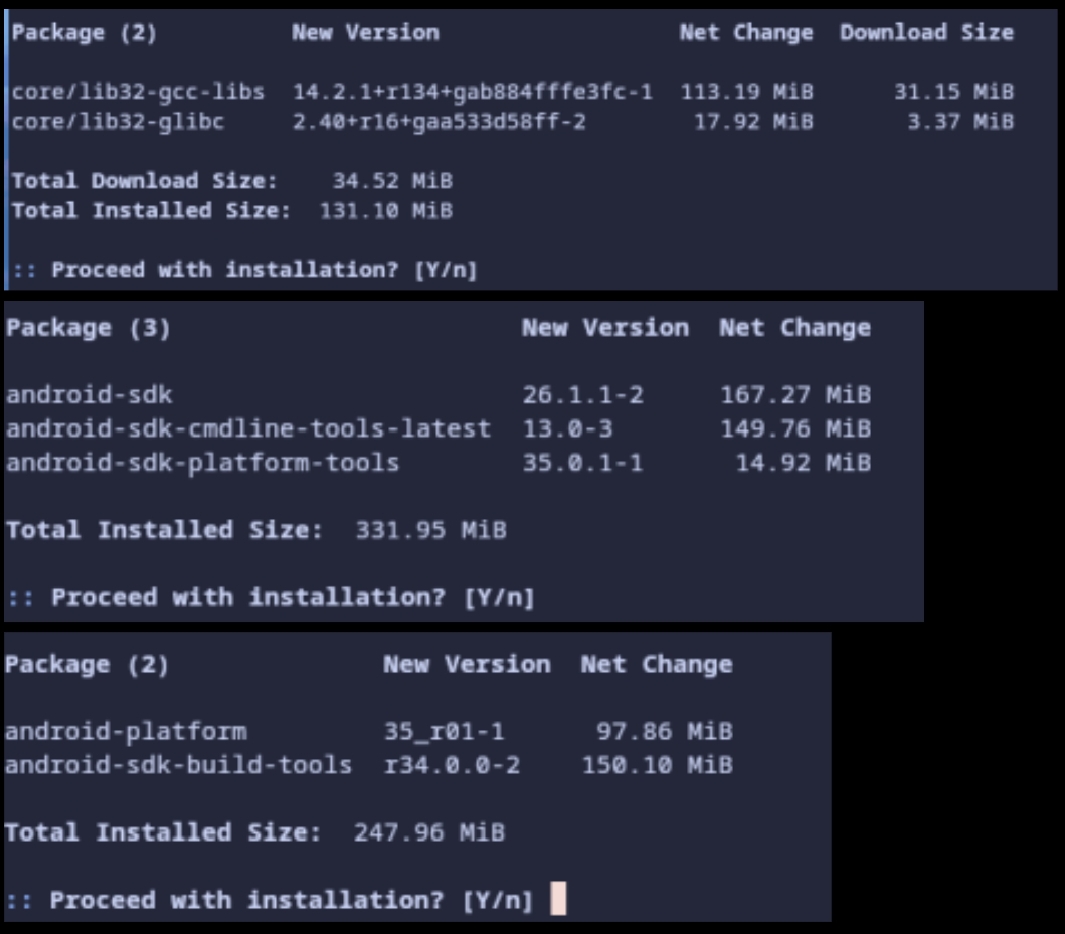 Package (2) New Version Net Change Download Size
core/lib32-gcc-libs 14.2.1+r134+gab884fffe3fc-1 113.19 MiB 31.15 MiB
core/lib32-glibc 2.40+r16+gaa533d58ff-2 17.92 MiB 3.37 MiB
Total Download Size: 34.52 MiB
Total Installed Size: 131.10 MiB
:: Proceed with installation? [Y/n]
Package (3) New Version Net Change
android-sdk 26.1.1-2 167.27 MiB
android-sdk-cmdline-tools-latest 13.0-3 149.76 MiB
android-sdk-platform-tools 35.0.1-1 14.92 MiB
Total Installed Size: 331.95 MiB
:: Proceed with installation? [Y/n]
Package (2) New Version Net Change
android-platform 35_r01-1 97.86 MiB
android-sdk-build-tools r34.0.0-2 150.10 MiB
Total Installed Size: 247.96 MiB
:: Proceed with installation? [Y/n]